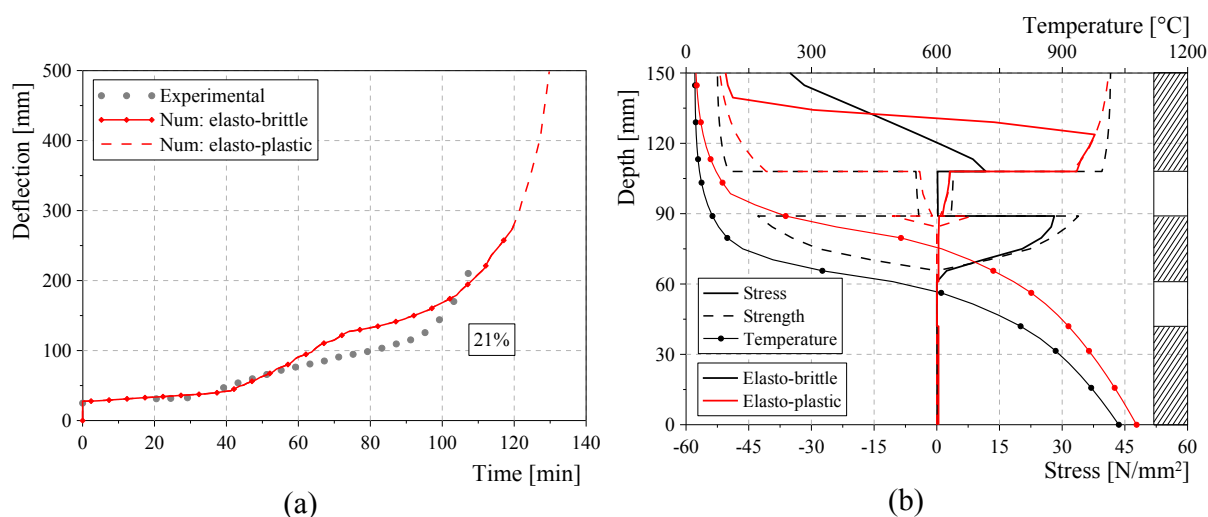 500
400
300
200
100
0
0 20 40 60 80 100 120 140
Deflection [mm]
Time [min]
Experimental
Num: elasto-brittle
Num: elasto-plastic
21%
(a)
Temperature [°C]
0 300 600 900 1200
150
120
90
60
30
0
Depth [mm]
Stress
Strength
Temperature
Elasto-brittle
Elasto-plastic
-60 -45 -30 -15 0 15 30 45 60
Stress [N/mm²]
(b)